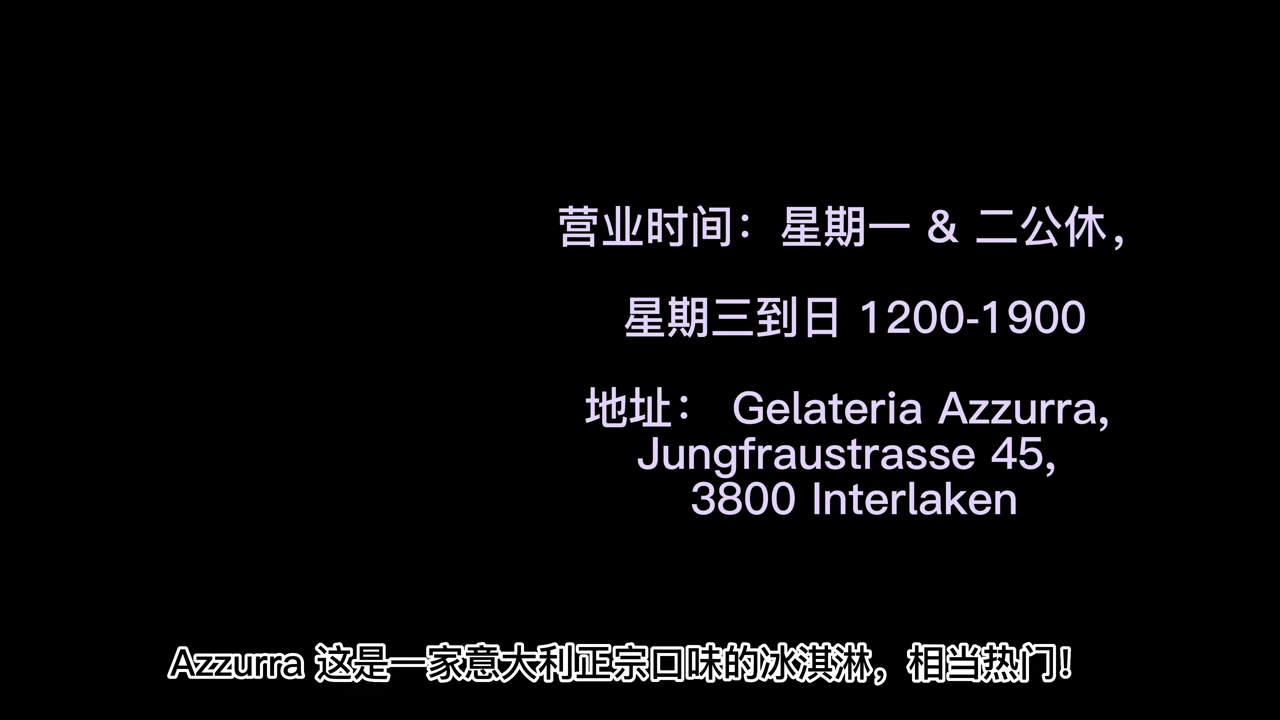 营业时间：星期一 & 二公休，
星期三到日 1200-1900
地址： Gelateria Azzurra,
Jungfraustrasse 45,
3800 Interlaken
Azzurra 这是一家意大利正宗口味的冰淇淋，相当热门！